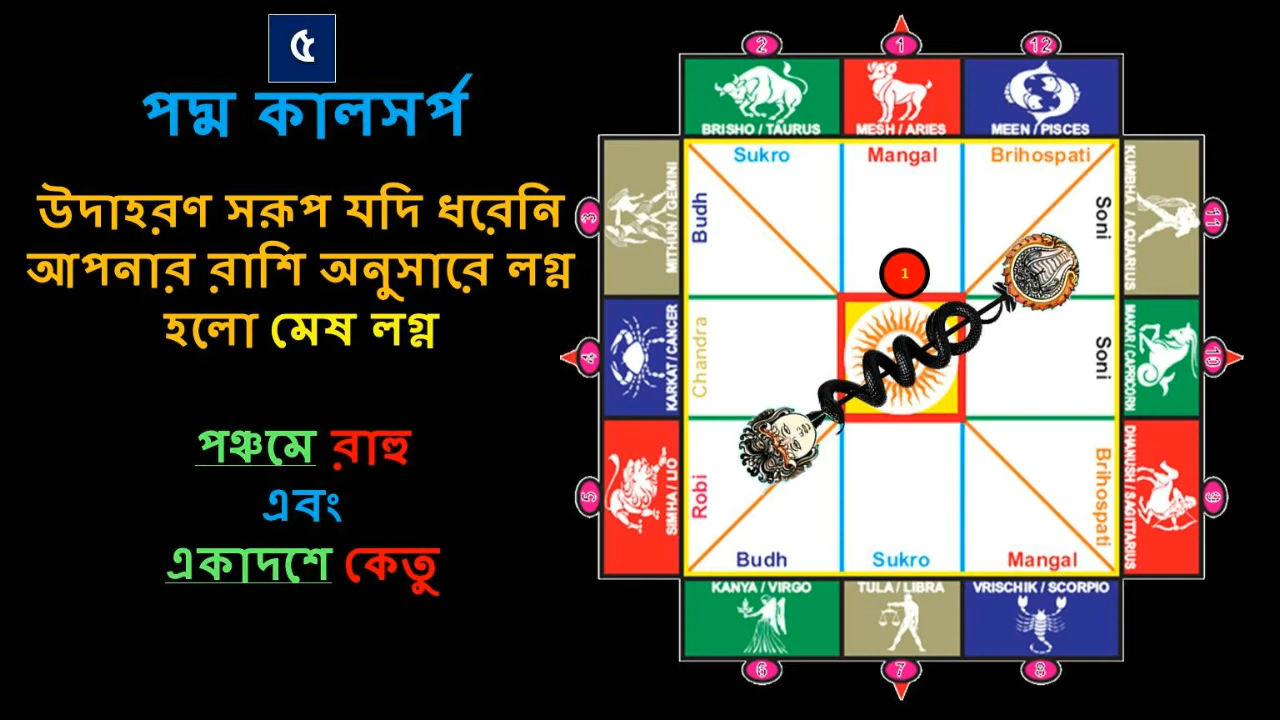 ৫
পদ্ম কালসর্প
উদাহরণ সরূপ যদি ধরেনি
আপনার রাশি অনুসারে লগ্ন
হলো মেষ লগ্ন
পঞ্চমে রাহু
এবং
একাদশে কেতু
2
1
12
BRISHO / TAURUS
MESH / ARIES
MEEN / PISCES
Sukro
Mangal
Brihospati
3
MITHUN / GEMINI
Budh
Soni
KUMBHA / AQUARIUS
11
1
4
KARKAT / CANCER
Chandra
Soni
MAKAR / CAPRICORN
10
5
SIMHA / LIO
Robi
Brihospati
DHANUSH / SAGITTARIUS
9
Budh
Sukro
Mangal
KANYA / VIRGO
TULA / LIBRA
VRISCHIK / SCORPIO
6
7
8